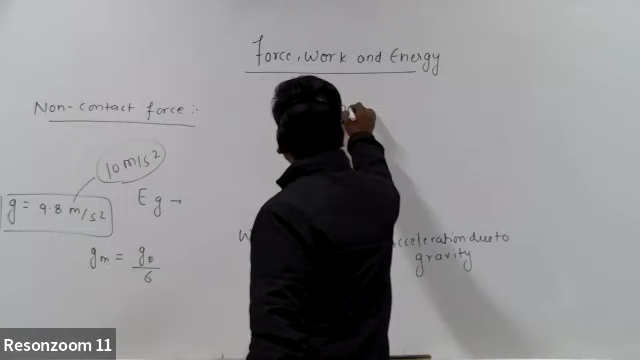 Force, Work and Energy
Non-contact force :-
10 m/s²
g = 9.8 m/s²
Eg →
gm = gE/6
W
acceleration due to
gravity
Resonzoom 11